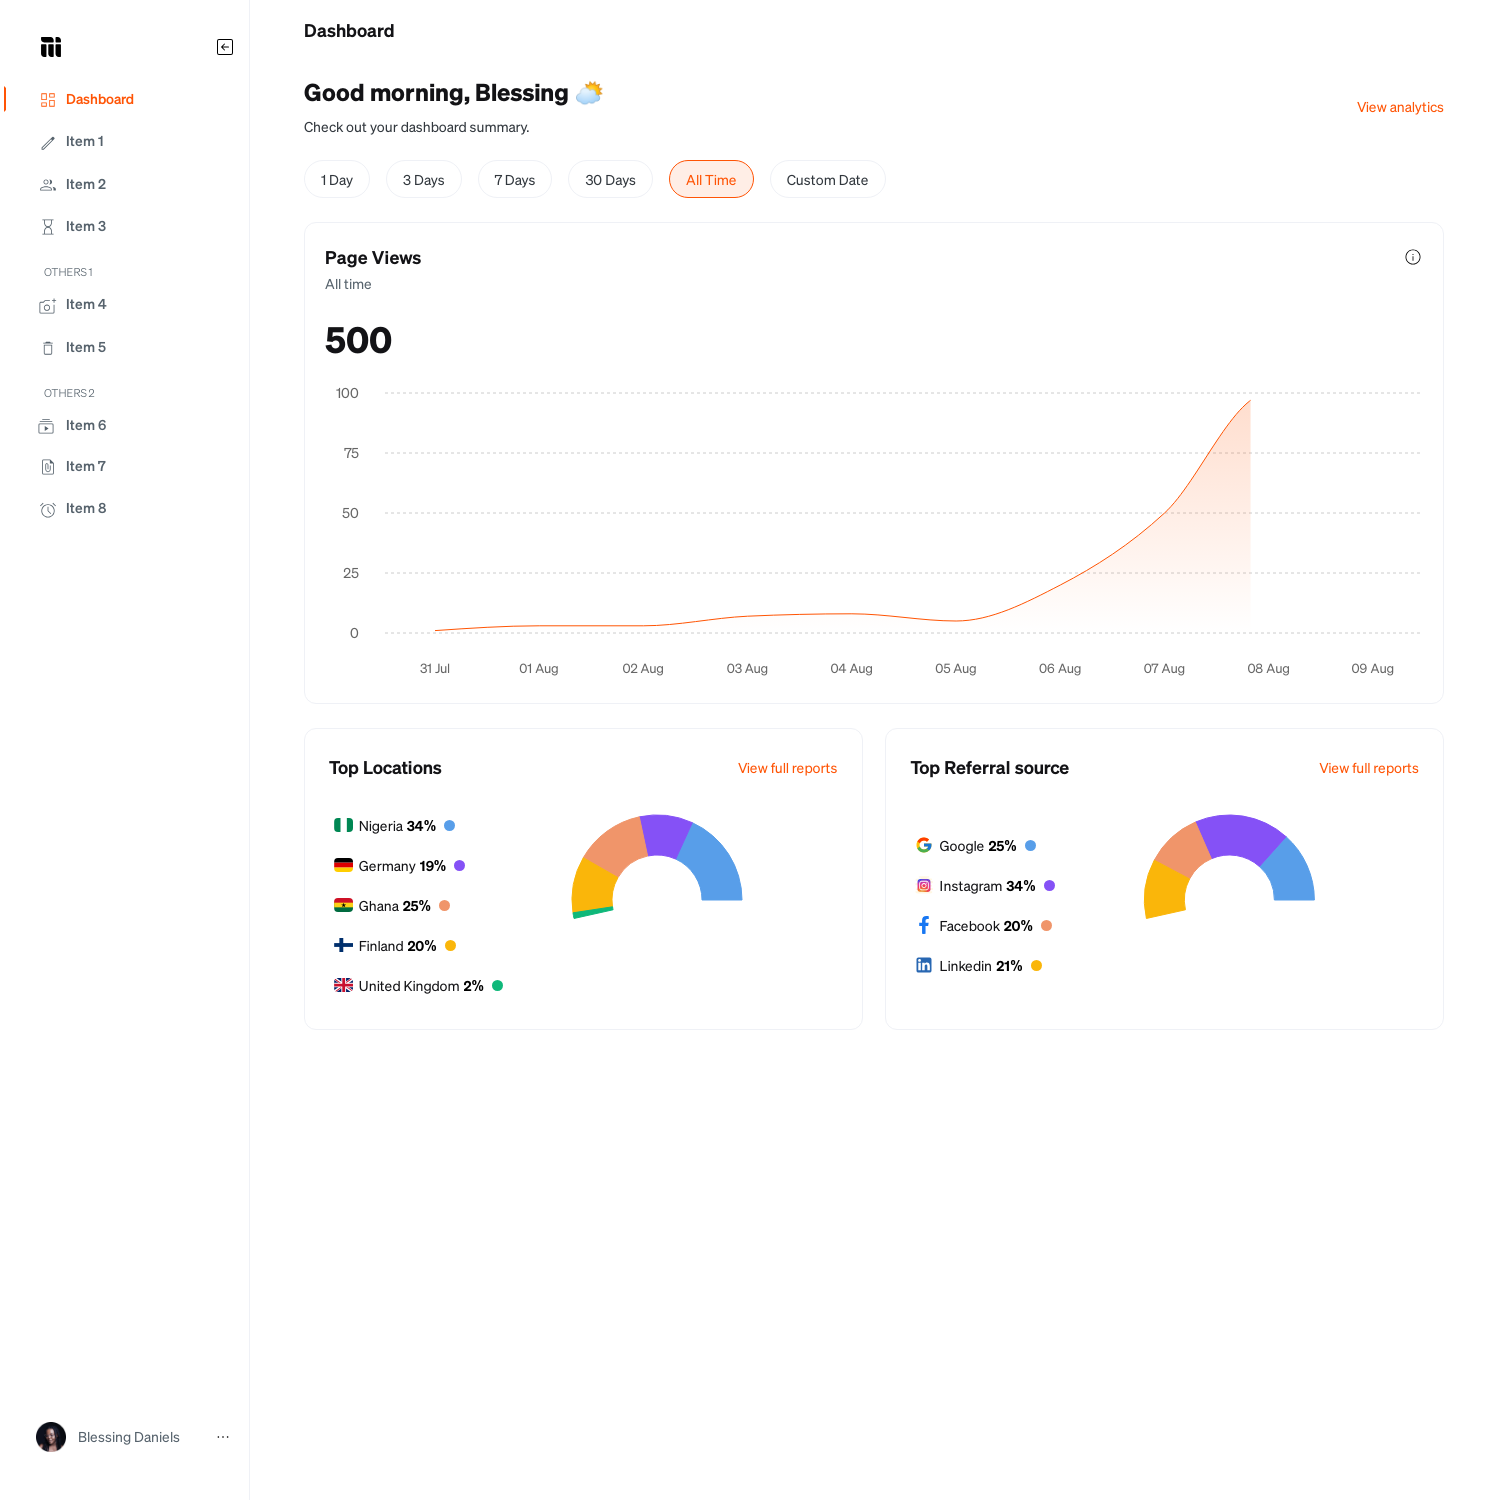 Dashboard
Item 1
Item 2
Item 3
OTHERS 1
Item 4
Item 5
OTHERS 2
Item 6
Item 7
Item 8
Blessing Daniels
Dashboard
Good morning, Blessing
View analytics
Check out your dashboard summary.
1 Day 3 Days 7 Days 30 Days All Time Custom Date
Page Views
All time
500
100
75
50
25
0
31 Jul 01 Aug 02 Aug 03 Aug 04 Aug 05 Aug 06 Aug 07 Aug 08 Aug 09 Aug
Top Locations View full reports
Nigeria 34%
Germany 19%
Ghana 25%
Finland 20%
United Kingdom 2%
Top Referral source View full reports
Google 25%
Instagram 34%
Facebook 20%
Linkedin 21%